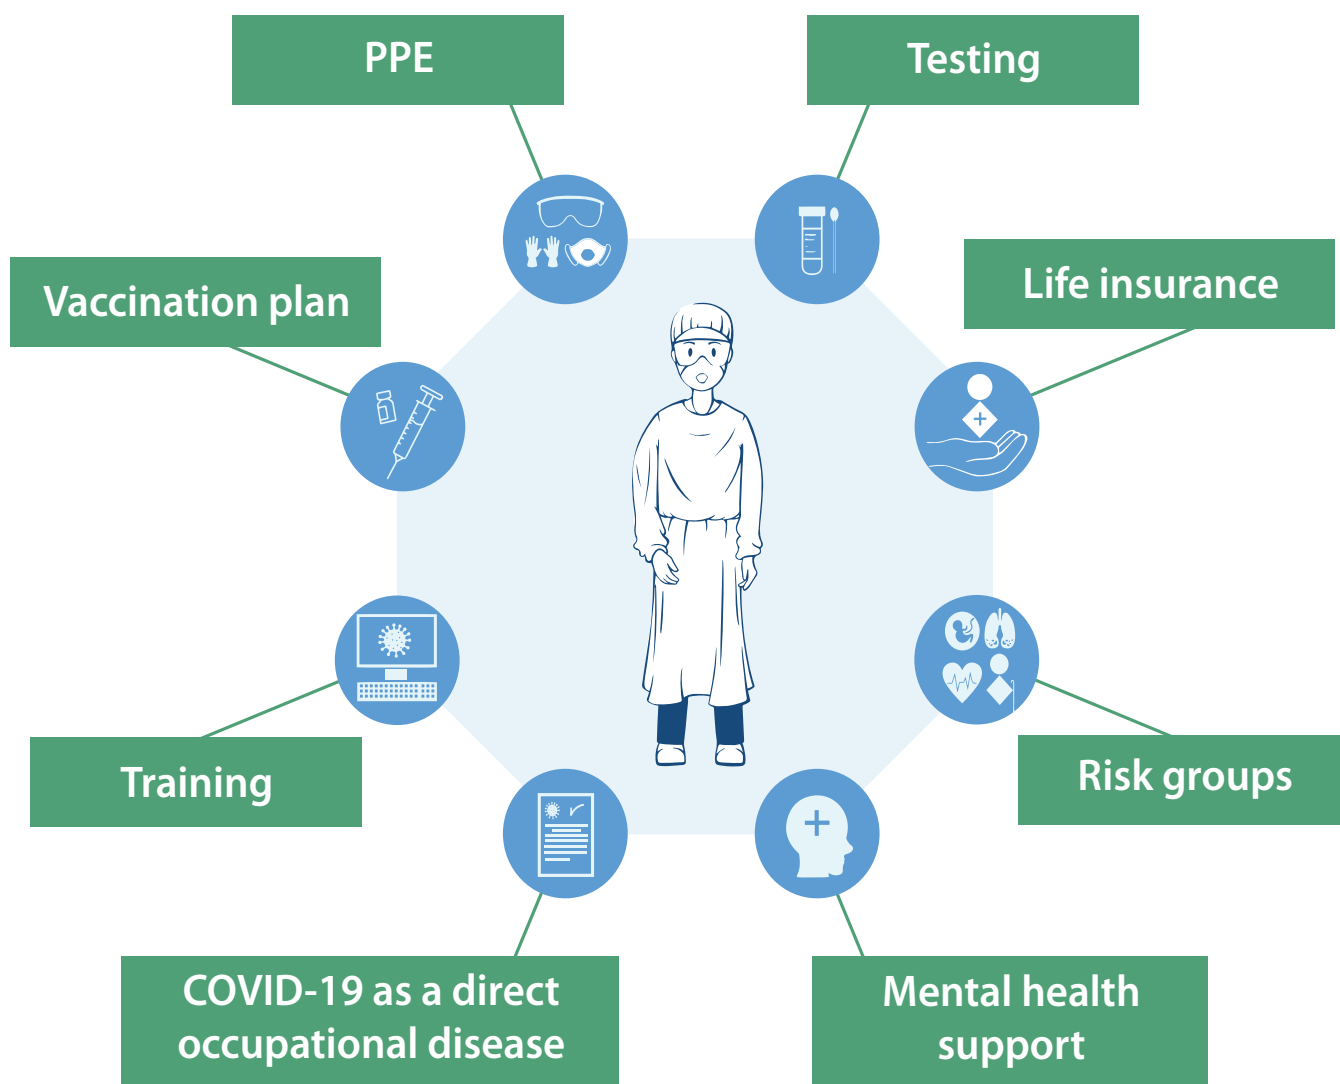 PPE
Testing
Vaccination plan
Life insurance
Training
Risk groups
COVID-19 as a direct
occupational disease
Mental health
support